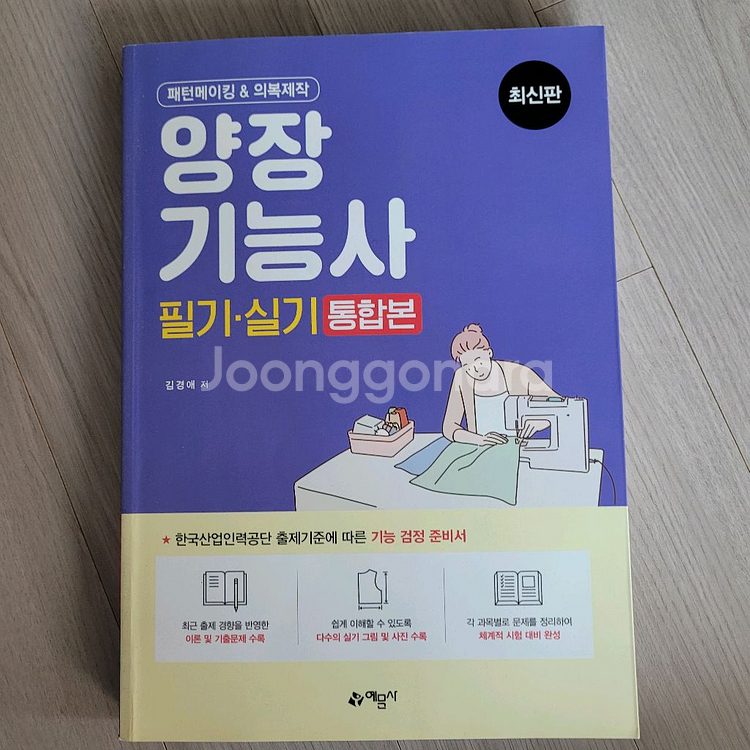 패턴메이킹 & 의복제작
최신판
양장
기능사
필기·실기 통합본
김경애 저
Joonggonara
★ 한국산업인력공단 출제기준에 따른 기능 검정 준비서
최근 출제 경향을 반영한
이론 및 기출문제 수록
쉽게 이해할 수 있도록
다수의 실기 그림 및 사진 수록
각 과목별로 문제를 정리하여
체계적 시험 대비 완성
예문사